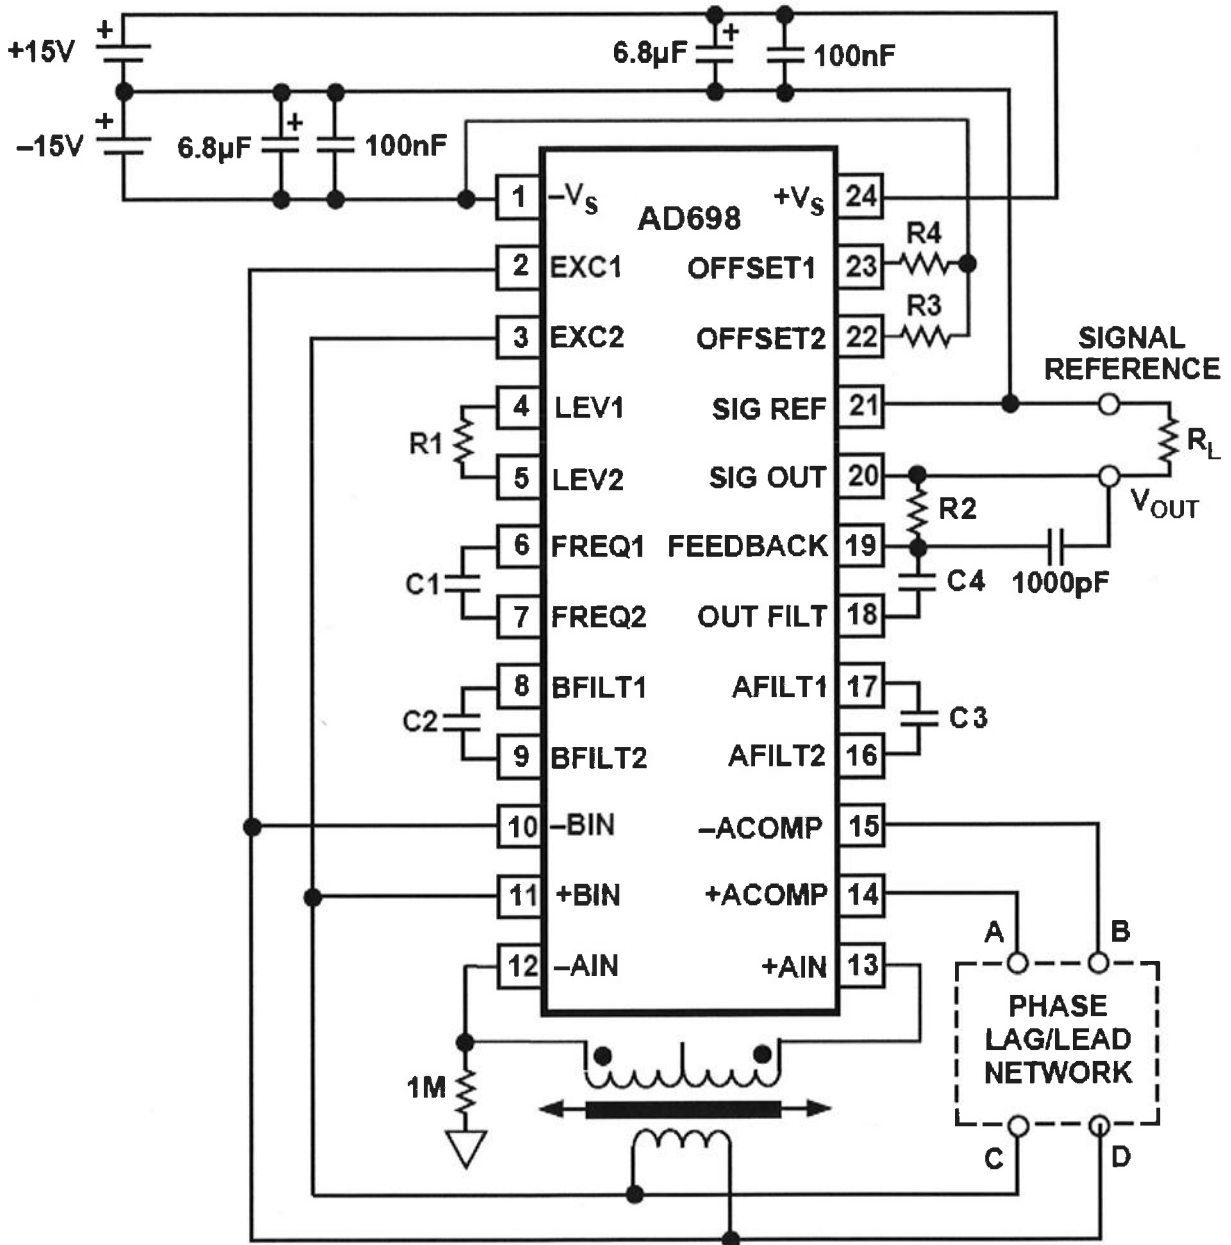 +15V
+
6.8µF
+
100nF
–15V
+
6.8µF
+
100nF
AD698
1
–VS
+VS
24
2
EXC1
OFFSET1
23
R4
3
EXC2
OFFSET2
22
R3
SIGNAL
REFERENCE
4
LEV1
SIG REF
21
R1
RL
5
LEV2
SIG OUT
20
R2
VOUT
6
FREQ1
FEEDBACK
19
C1
C4
1000pF
7
FREQ2
OUT FILT
18
8
BFILT1
AFILT1
17
C2
C3
9
BFILT2
AFILT2
16
10
–BIN
–ACOMP
15
11
+BIN
+ACOMP
14
12
–AIN
+AIN
13
A
B
PHASE
LAG/LEAD
NETWORK
1M
C
D